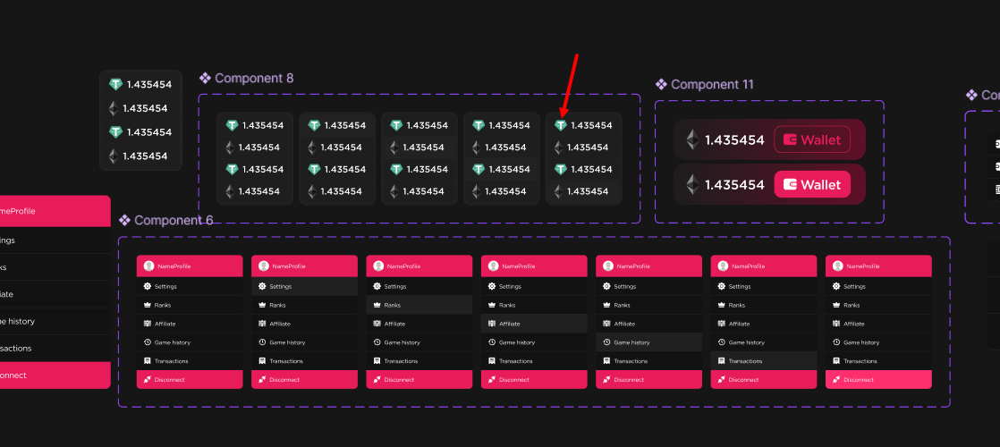 Component 8
1.435454
1.435454
1.435454
1.435454
1.435454 1.435454 1.435454 1.435454 1.435454
1.435454 1.435454 1.435454 1.435454 1.435454
1.435454 1.435454 1.435454 1.435454 1.435454
1.435454 1.435454 1.435454 1.435454 1.435454
Component 11
1.435454 Wallet
1.435454 Wallet
Co
meProfile
ings
ks
iate
e history
sactions
onnect
Component 6
NameProfile NameProfile NameProfile NameProfile NameProfile NameProfile NameProfile
Settings Settings Settings Settings Settings Settings Settings
Ranks Ranks Ranks Ranks Ranks Ranks Ranks
Affiliate Affiliate Affiliate Affiliate Affiliate Affiliate Affiliate
Game history Game history Game history Game history Game history Game history Game history
Transactions Transactions Transactions Transactions Transactions Transactions Transactions
Disconnect Disconnect Disconnect Disconnect Disconnect Disconnect Disconnect